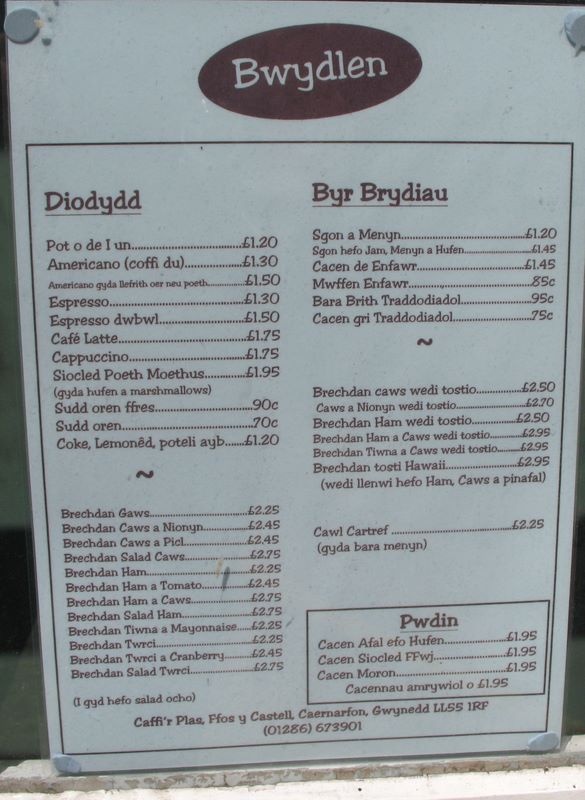 Bwydlen
Diodydd
Pot o de I un..........£1.20
Americano (coffi du)..........£1.30
Americano gyda llefrith oer neu poeth..........£1.50
Espresso..........£1.30
Espresso dwbwl..........£1.50
Café Latte..........£1.75
Cappuccino..........£1.75
Siocled Poeth Moethus..........£1.95
(gyda hufen a marshmallows)
Sudd oren ffres..........90c
Sudd oren..........70c
Coke, Lemonêd, poteli ayb..........£1.20
~
Brechdan Gaws..........£2.25
Brechdan Caws a Nionyn..........£2.45
Brechdan Caws a Picl..........£2.45
Brechdan Salad Caws..........£2.75
Brechdan Ham..........£2.25
Brechdan Ham a Tomato..........£2.45
Brechdan Ham a Caws..........£2.75
Brechdan Salad Ham..........£2.75
Brechdan Tiwna a Mayonnaise..........£2.25
Brechdan Twrci..........£2.25
Brechdan Twrci a Cranberry..........£2.45
Brechdan Salad Twrci..........£2.75
(I gyd hefo salad ocho)
Byr Brydiau
Sgon a Menyn..........£1.20
Sgon hefo Jam, Menyn a Hufen..........£1.45
Cacen de Enfawr..........£1.45
Mwffen Enfawr..........85c
Bara Brith Traddodiadol..........95c
Cacen gri Traddodiadol..........75c
~
Brechdan caws wedi tostio..........£2.50
Caws a Nionyn wedi tostio..........£2.70
Brechdan Ham wedi tostio..........£2.50
Brechdan Ham a Caws wedi tostio..........£2.95
Brechdan Tiwna a Caws wedi tostio..........£2.95
Brechdan tosti Hawaii..........£2.95
(wedi llenwi hefo Ham, Caws a pinafal)
Cawl Cartref ..........£2.25
(gyda bara menyn)
Pwdin
Cacen Afal efo Hufen..........£1.95
Cacen Siocled FFwj..........£1.95
Cacen Moron..........£1.95
Cacennau amrywiol o £1.95
Caffi'r Plas, Ffos y Castell, Caernarfon, Gwynedd LL55 1RF
(01286) 673901